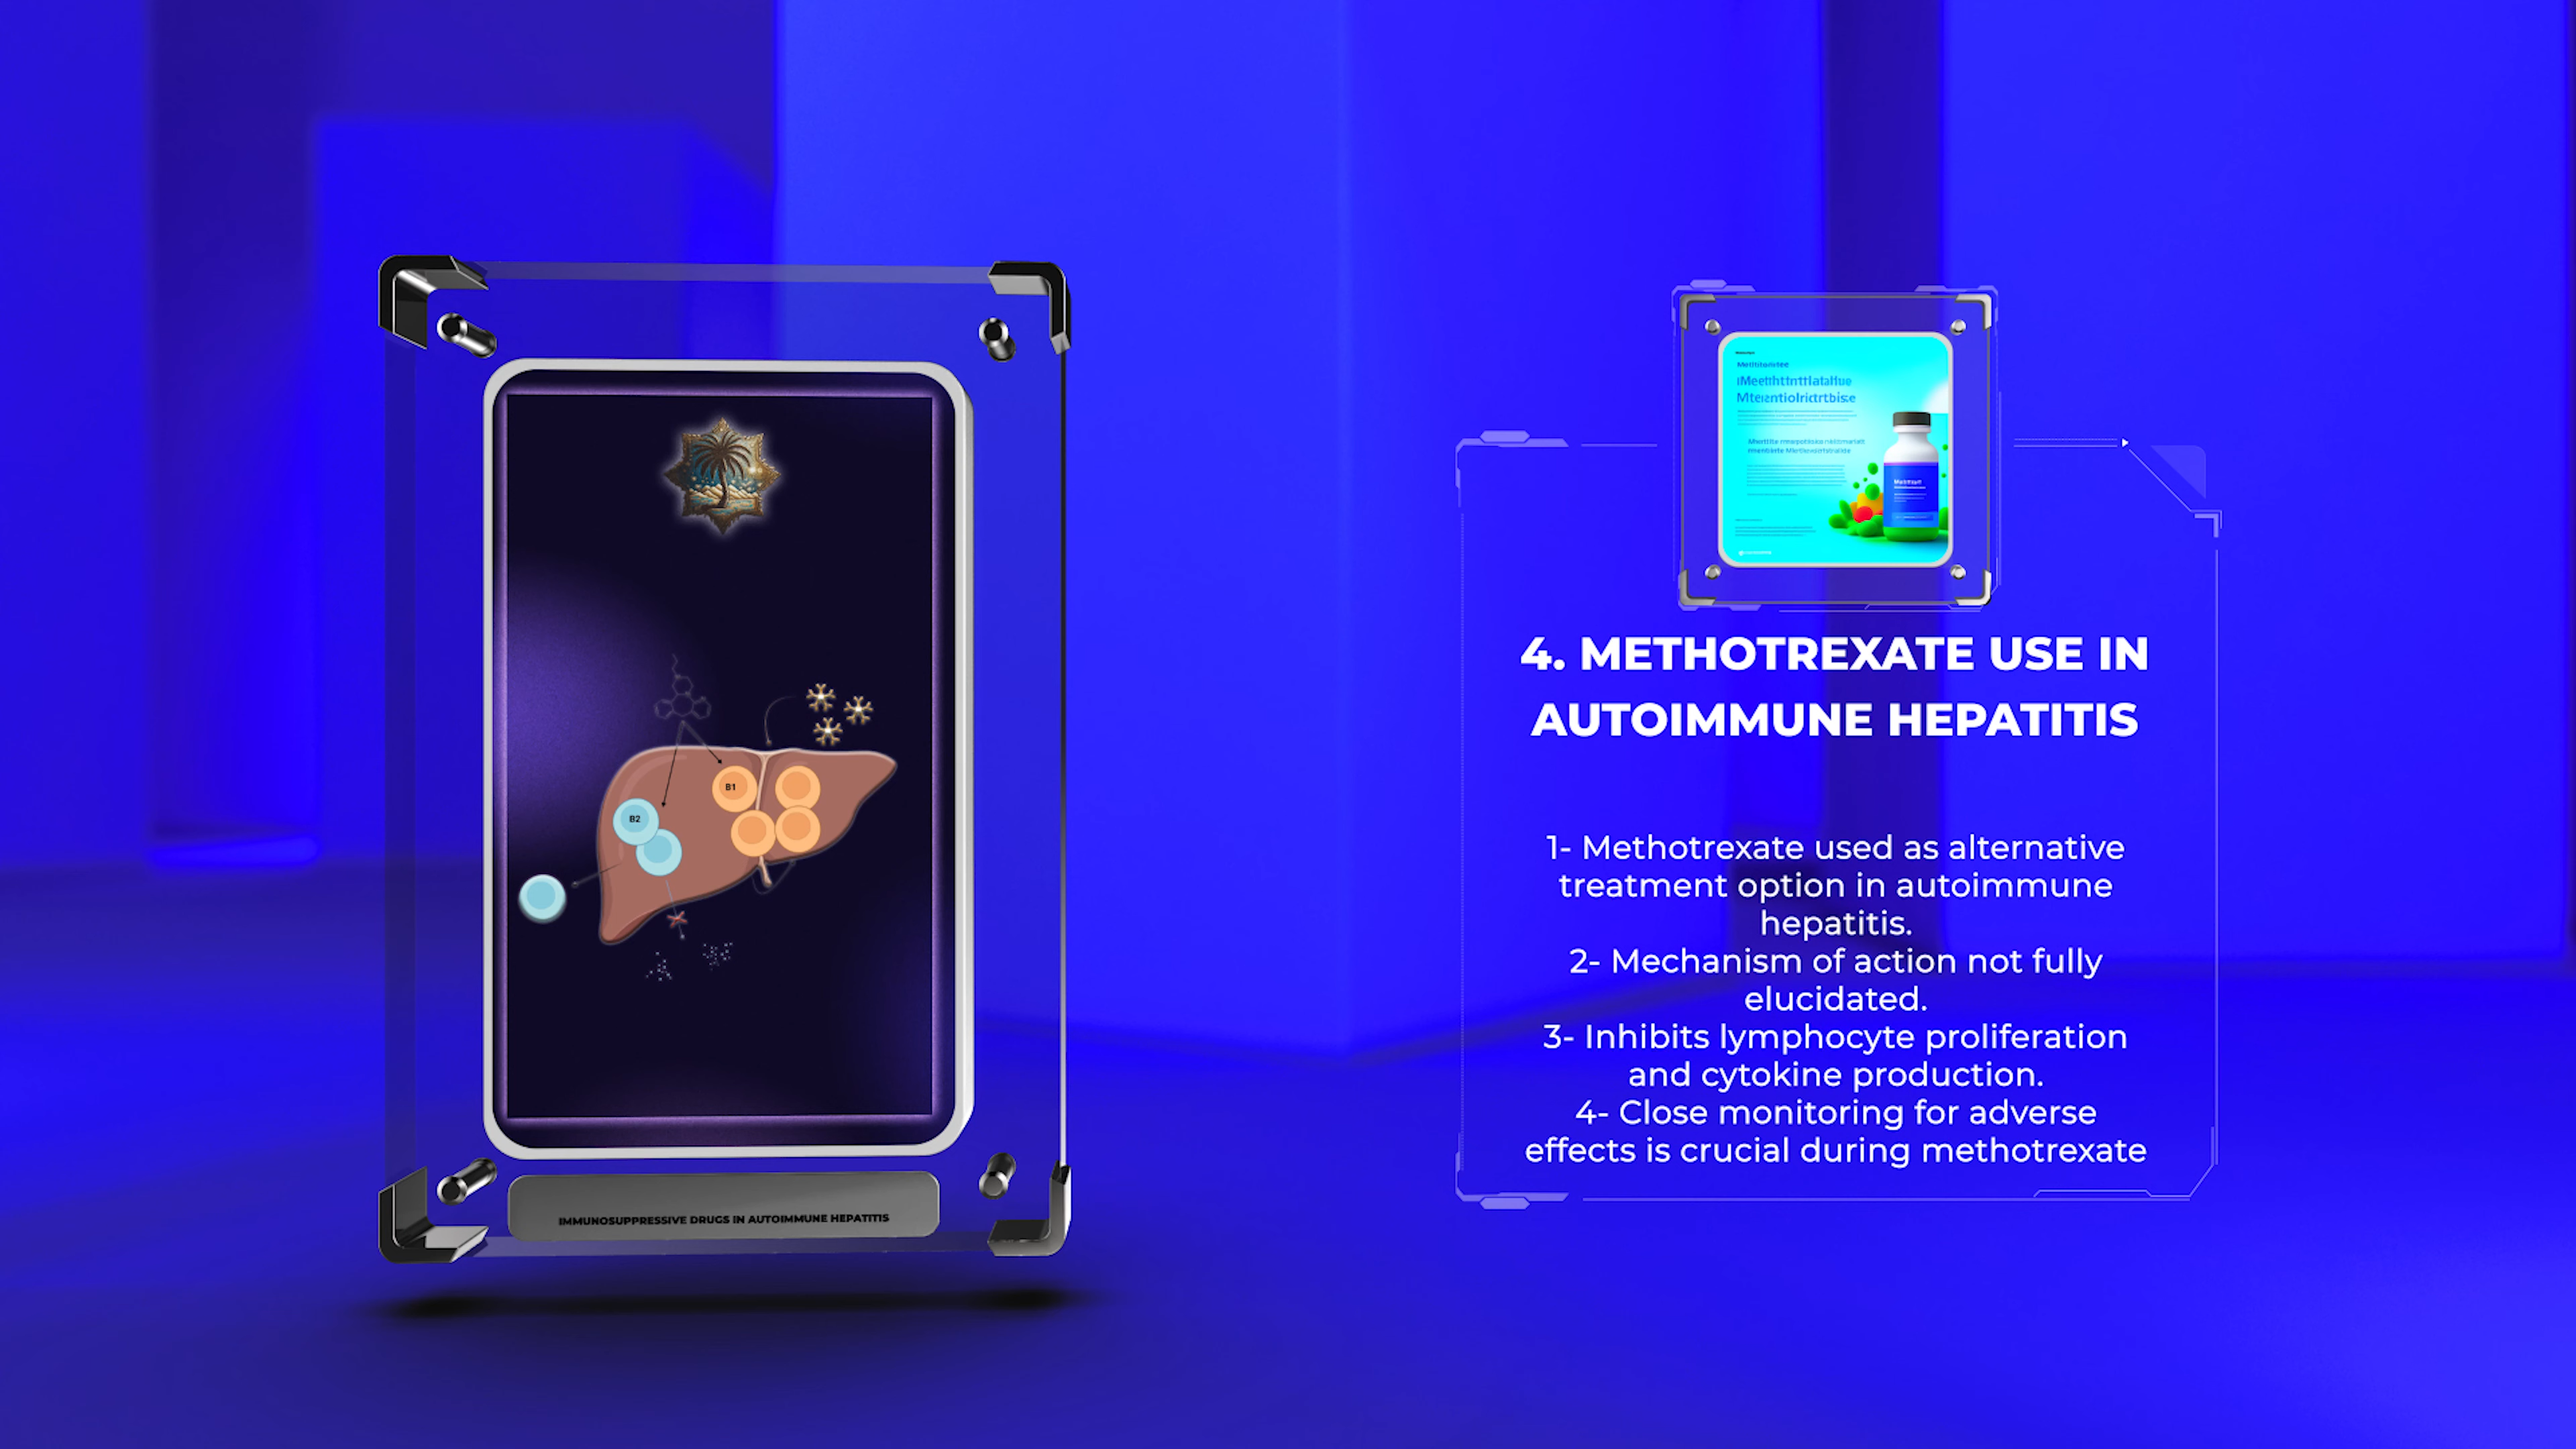 B1
B2
IMMUNOSUPPRESSIVE DRUGS IN AUTOIMMUNE HEPATITIS
4. METHOTREXATE USE IN
AUTOIMMUNE HEPATITIS
1- Methotrexate used as alternative
treatment option in autoimmune
hepatitis.
2- Mechanism of action not fully
elucidated.
3- Inhibits lymphocyte proliferation
and cytokine production.
4- Close monitoring for adverse
effects is crucial during methotrexate